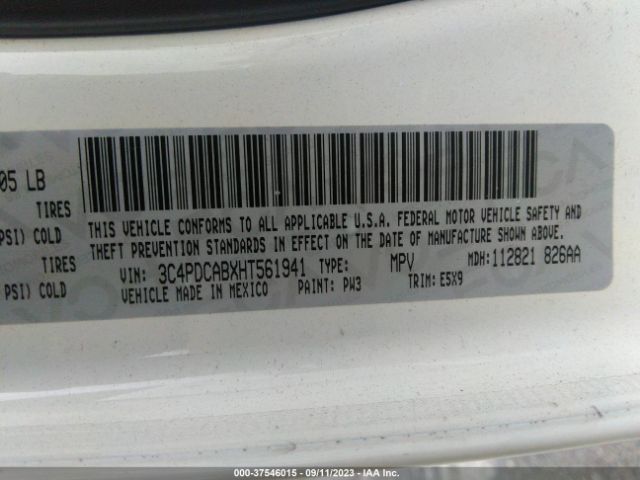 05 LB
TIRES
PSI) COLD
TIRES
PSI) COLD
THIS VEHICLE CONFORMS TO ALL APPLICABLE U.S.A. FEDERAL MOTOR VEHICLE SAFETY AND
THEFT PREVENTION STANDARDS IN EFFECT ON THE DATE OF MANUFACTURE SHOWN ABOVE.
VIN: 3C4PDCABXHT561941 TYPE: MPV MDH: 112821 826AA
VEHICLE MADE IN MEXICO PAINT: PW3 TRIM: E5X9
000-37546015 - 09/11/2023 - IAA Inc.